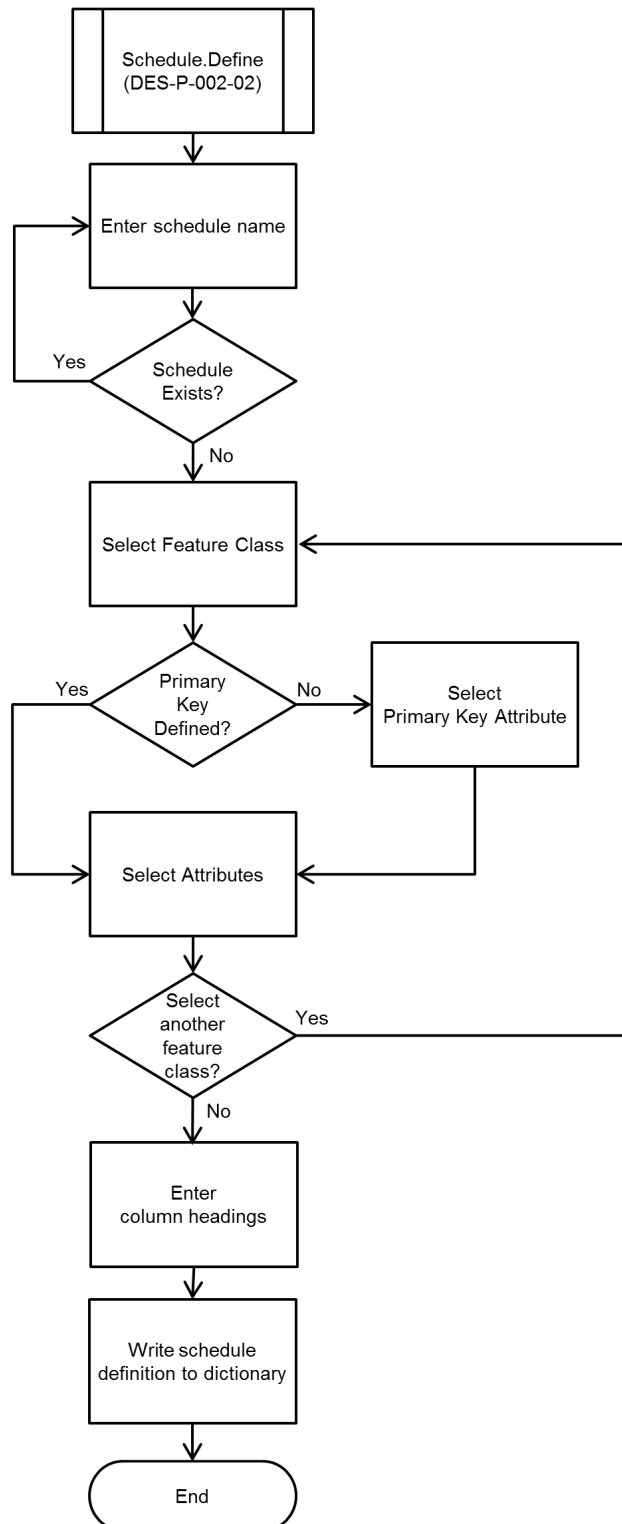 Schedule.Define
(DES-P-002-02)
Enter schedule name
Yes
Schedule
Exists?
No
Select Feature Class
Yes
Primary
Key
Defined?
No
Select
Primary Key Attribute
Select Attributes
Select
another
feature
class?
Yes
No
Enter
column headings
Write schedule
definition to dictionary
End